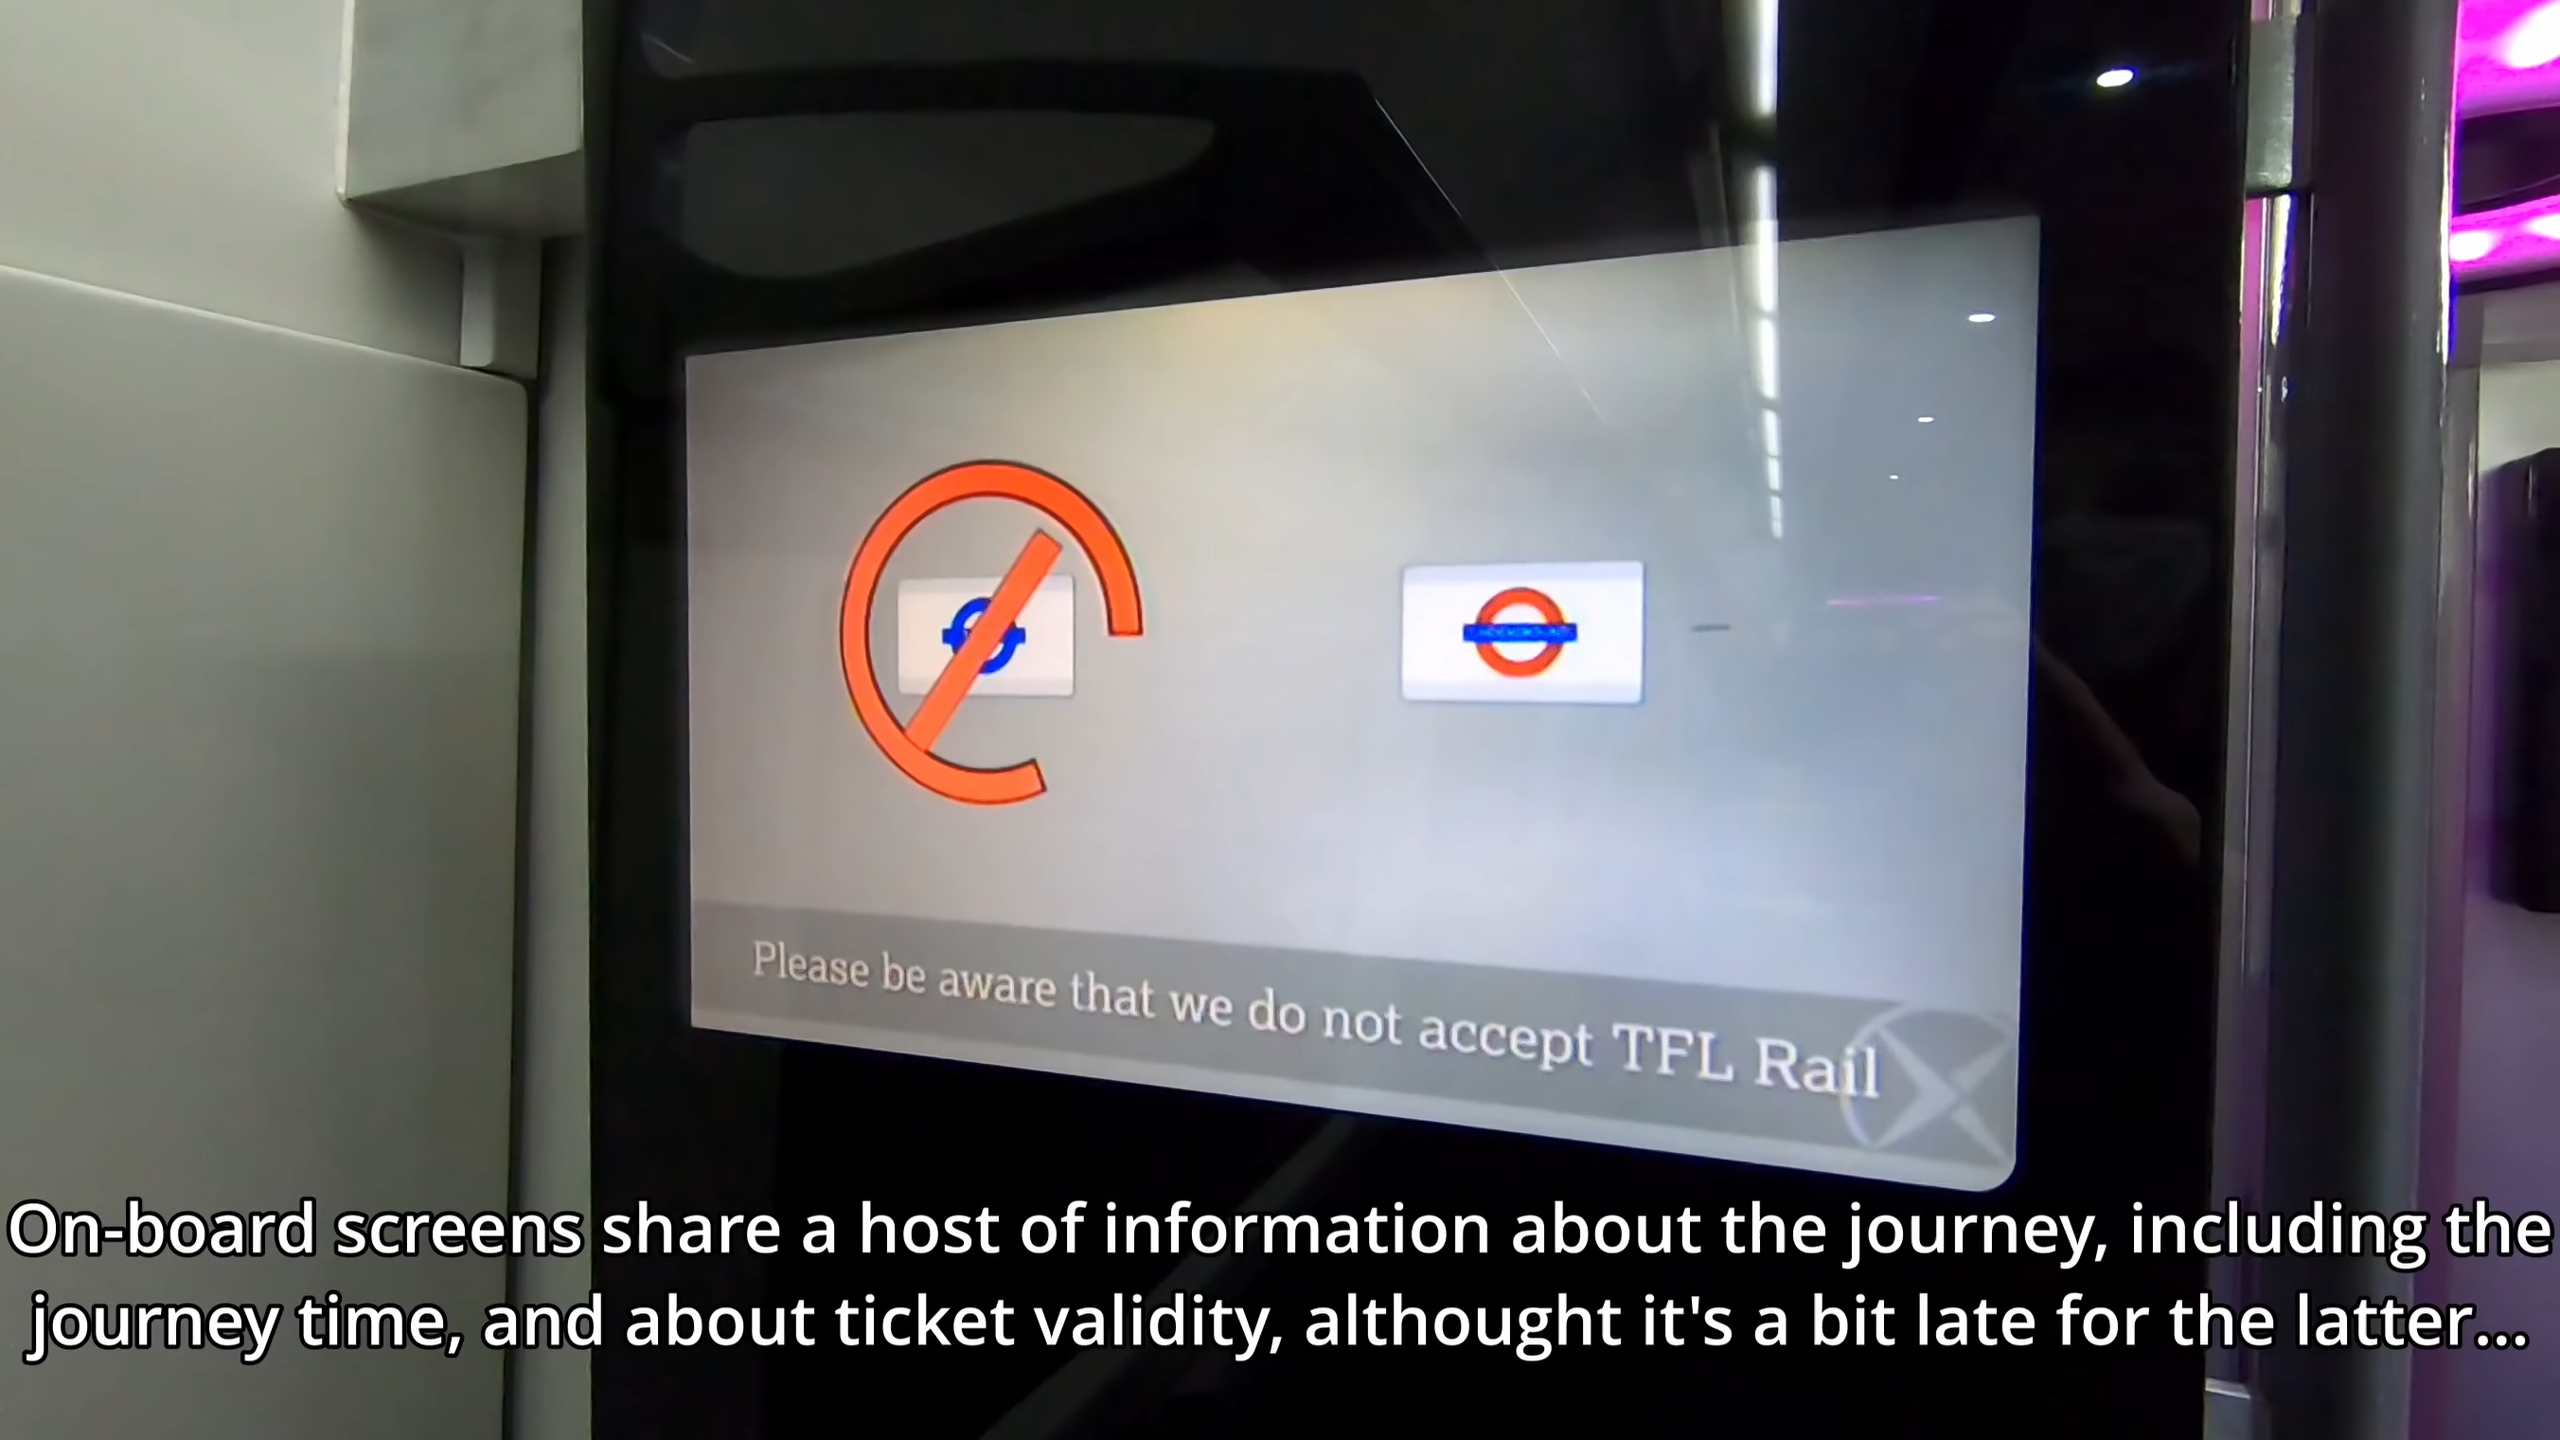 Please be aware that we do not accept TFL Rail
On-board screens share a host of information about the journey, including the
journey time, and about ticket validity, althought it's a bit late for the latter...